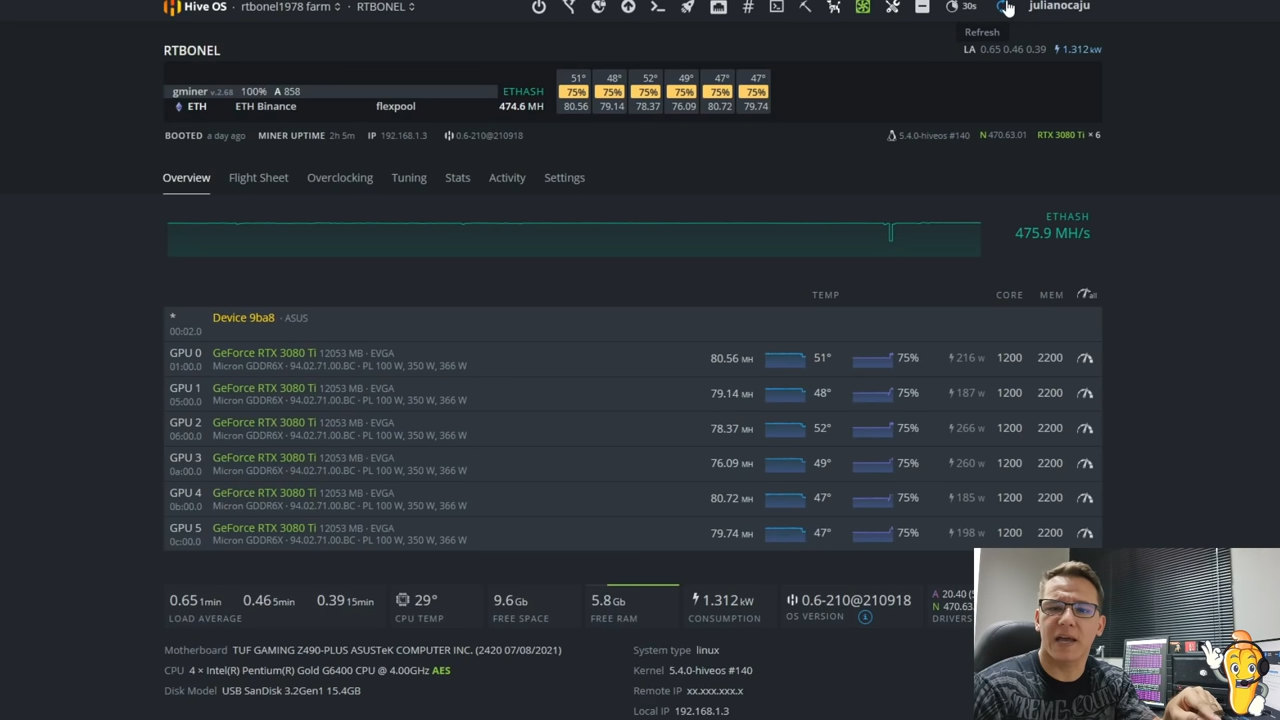 Hive OS rtbonel1978 farm RTBONEL 30s julianocaju
Refresh
RTBONEL
LA 0.65 0.46 0.39 1.312 kW
51° 48° 52° 49° 47° 47°
gminer v.2.68 100% A 858 ETHASH 75% 75% 75% 75% 75% 75%
ETH ETH Binance flexpool 474.6 MH 80.56 79.14 78.37 76.09 80.72 79.74
BOOTED a day ago MINER UPTIME 2h 5m IP 192.168.1.3 0.6-210@210918 5.4.0-hiveos #140 N 470.63.01 RTX 3080 Ti × 6
Overview Flight Sheet Overclocking Tuning Stats Activity Settings
ETHASH
475.9 MH/s
TEMP CORE MEM all
* Device 9ba8 · ASUS
00:02.0
GPU 0 GeForce RTX 3080 Ti 12053 MB · EVGA
01:00.0 Micron GDDR6X · 94.02.71.00.BC · PL 100 W, 350 W, 366 W
80.56 MH 51° 75% 216 W 1200 2200
GPU 1 GeForce RTX 3080 Ti 12053 MB · EVGA
05:00.0 Micron GDDR6X · 94.02.71.00.BC · PL 100 W, 350 W, 366 W
79.14 MH 48° 75% 187 W 1200 2200
GPU 2 GeForce RTX 3080 Ti 12053 MB · EVGA
06:00.0 Micron GDDR6X · 94.02.71.00.BC · PL 100 W, 350 W, 366 W
78.37 MH 52° 75% 266 W 1200 2200
GPU 3 GeForce RTX 3080 Ti 12053 MB · EVGA
0a:00.0 Micron GDDR6X · 94.02.71.00.BC · PL 100 W, 350 W, 366 W
76.09 MH 49° 75% 260 W 1200 2200
GPU 4 GeForce RTX 3080 Ti 12053 MB · EVGA
0b:00.0 Micron GDDR6X · 94.02.71.00.BC · PL 100 W, 350 W, 366 W
80.72 MH 47° 75% 185 W 1200 2200
GPU 5 GeForce RTX 3080 Ti 12053 MB · EVGA
0c:00.0 Micron GDDR6X · 94.02.71.00.BC · PL 100 W, 350 W, 366 W
79.74 MH 47° 75% 198 W 1200 2200
0.65 1min 0.46 5min 0.39 15min 29° 9.6Gb 5.8Gb 1.312kW 0.6-210@210918 A 20.40
N 470.63.
LOAD AVERAGE CPU TEMP FREE SPACE FREE RAM CONSUMPTION OS VERSION DRIVERS
Motherboard TUF GAMING Z490-PLUS ASUSTeK COMPUTER INC. (2420 07/08/2021) System type linux
CPU 4 × Intel(R) Pentium(R) Gold G6400 CPU @ 4.00GHz AES Kernel 5.4.0-hiveos #140
Disk Model USB SanDisk 3.2Gen1 15.4GB Remote IP xx.xxx.xxx.x
Local IP 192.168.1.3